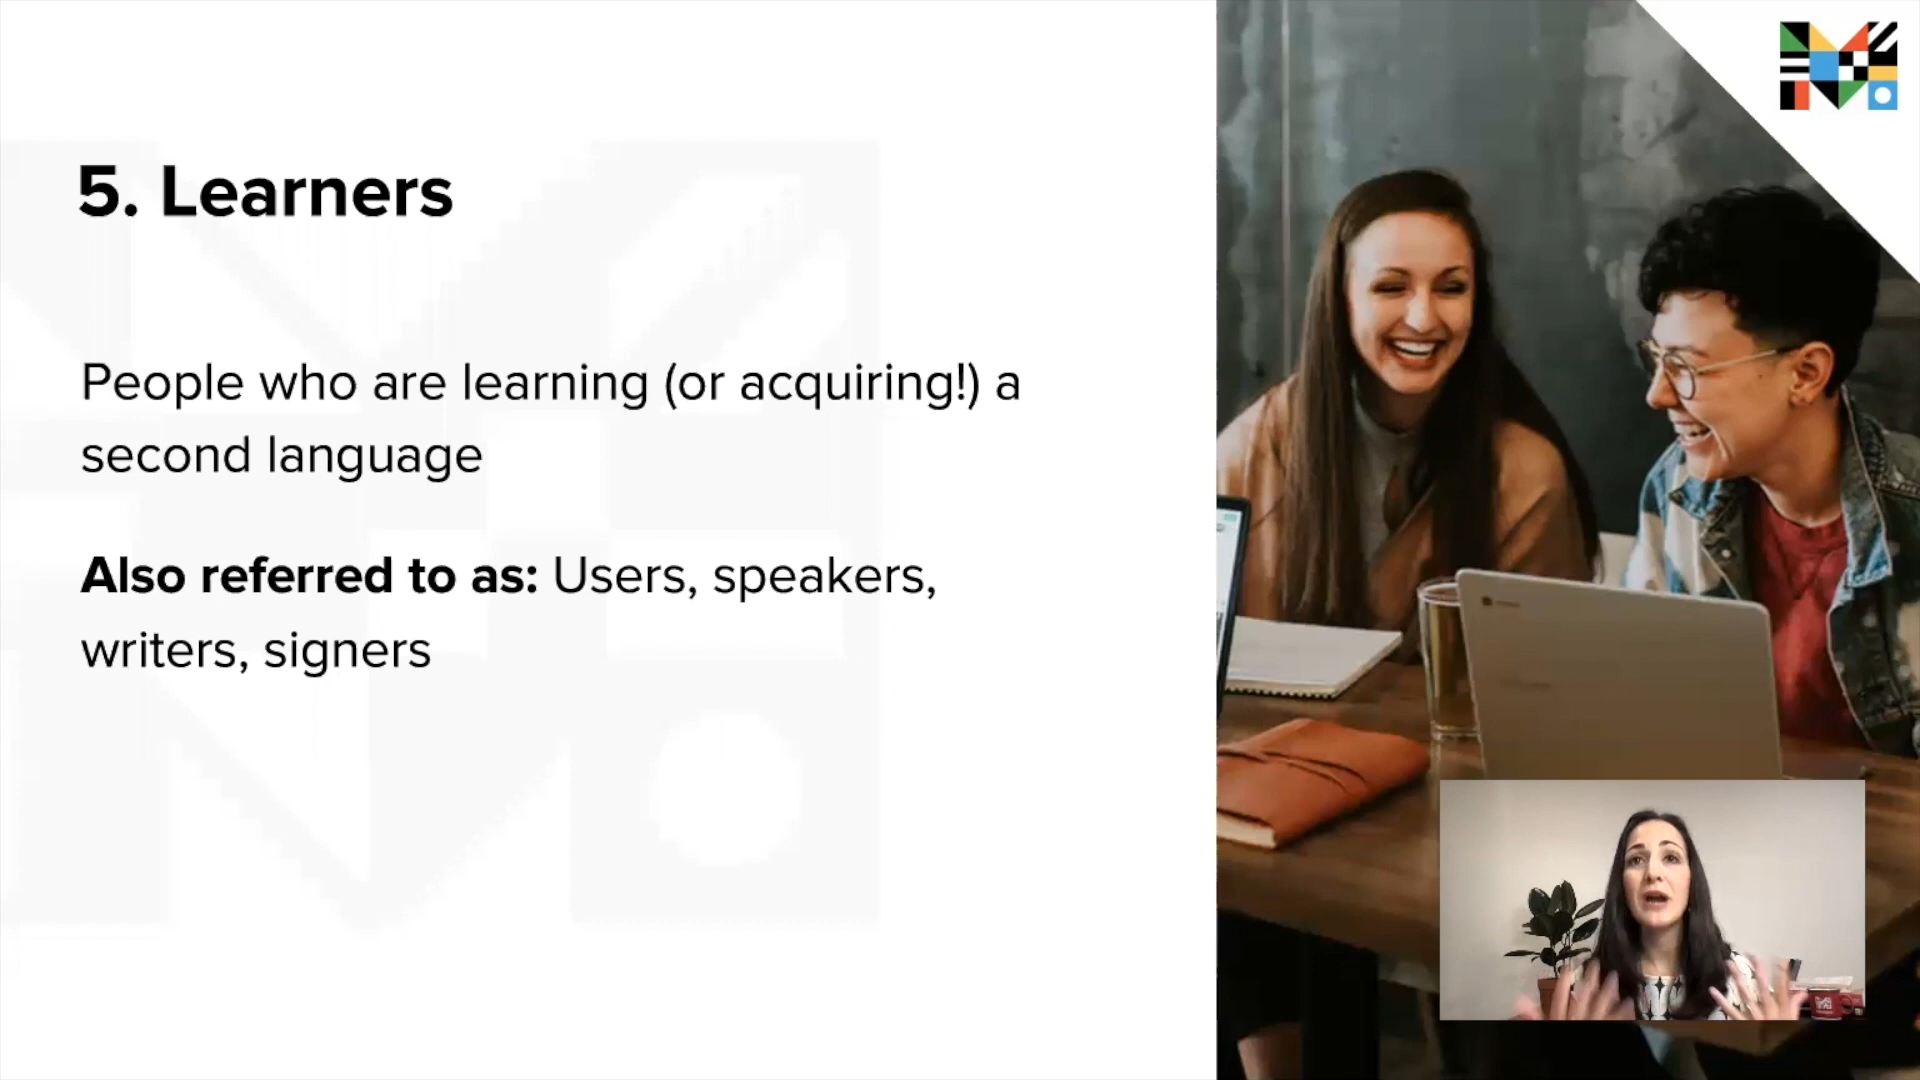 5. Learners
People who are learning (or acquiring!) a
second language
Also referred to as: Users, speakers,
writers, signers